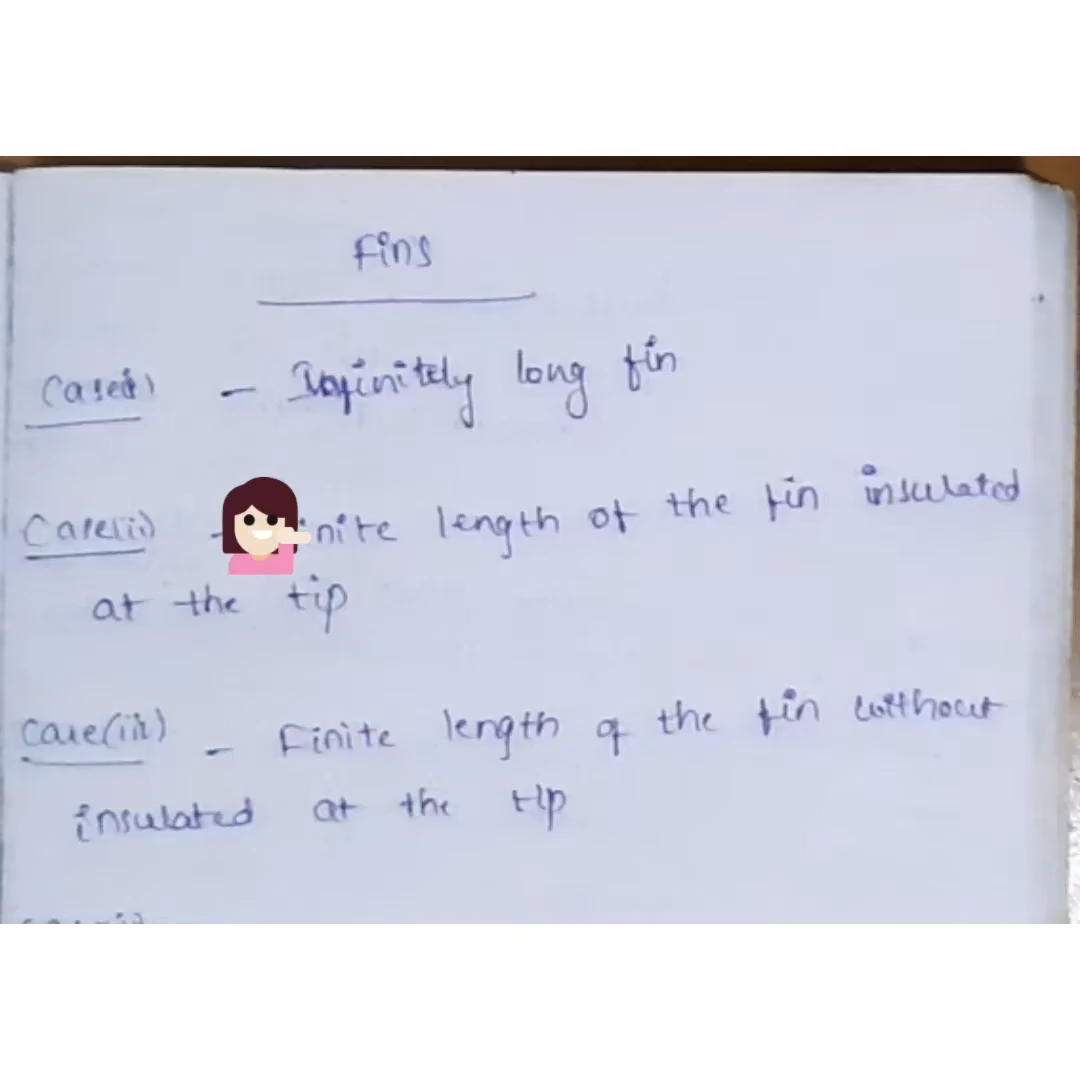 Fins
Case(i) - Infinitely long fin
Case(ii) - inite length of the fin insulated
at the tip
Case(iii) - Finite length of the fin without
insulated at the tip